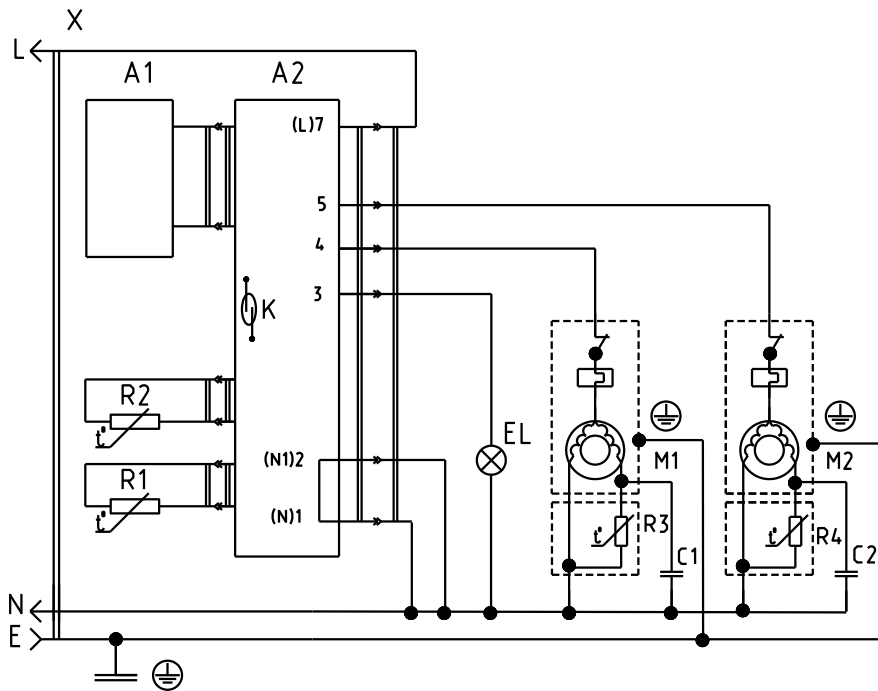 X
L
A1 A2
(L)7
5
4
3
K
R2
t°
EL
(N1)2
M1 M2
R1
t°
(N)1
R3 R4
t° t°
C1 C2
N
E